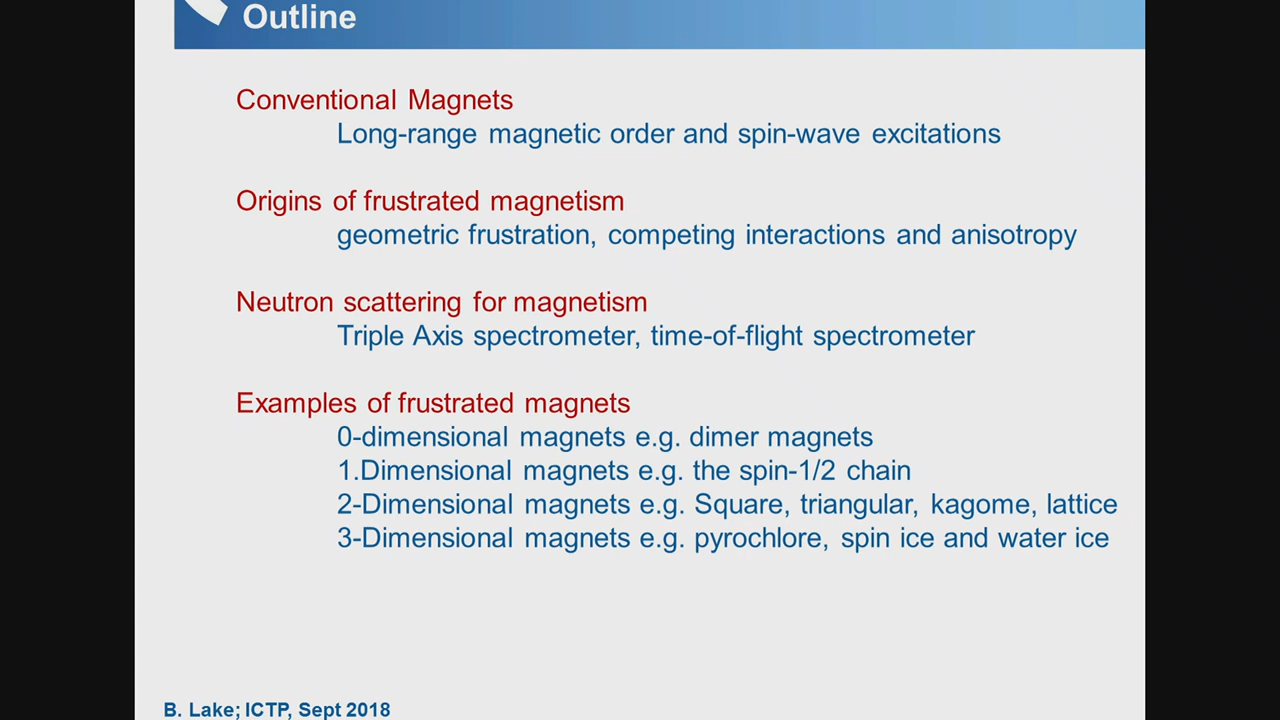 Outline
Conventional Magnets
Long-range magnetic order and spin-wave excitations
Origins of frustrated magnetism
geometric frustration, competing interactions and anisotropy
Neutron scattering for magnetism
Triple Axis spectrometer, time-of-flight spectrometer
Examples of frustrated magnets
0-dimensional magnets e.g. dimer magnets
1.Dimensional magnets e.g. the spin-1/2 chain
2-Dimensional magnets e.g. Square, triangular, kagome, lattice
3-Dimensional magnets e.g. pyrochlore, spin ice and water ice
B. Lake; ICTP, Sept 2018